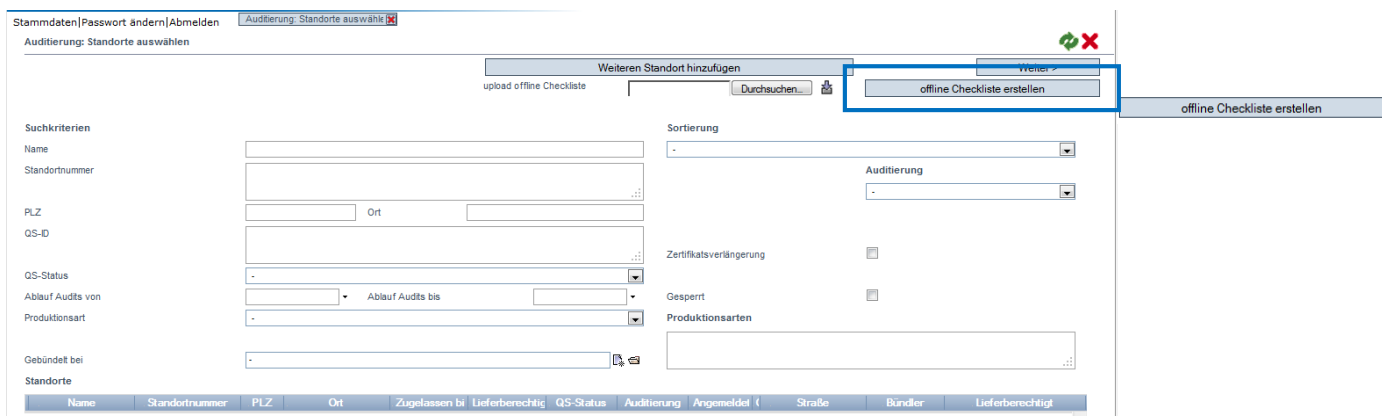 Stammdaten|Passwort ändern|Abmelden Auditierung: Standorte auswähle
Auditierung: Standorte auswählen
Weiteren Standort hinzufügen Weiter >
upload offline Checkliste Durchsuchen... offline Checkliste erstellen
offline Checkliste erstellen
Suchkriterien Sortierung
Name -
Standortnummer Auditierung
-
PLZ Ort
QS-ID
Zertifikatsverlängerung
QS-Status -
Ablauf Audits von Ablauf Audits bis Gesperrt
Produktionsart - Produktionsarten
Gebündelt bei -
Standorte
Name Standortnummer PLZ Ort Zugelassen bi Lieferberechtig QS-Status Auditierung Angemeldet ( Straße Bündler Lieferberechtigt